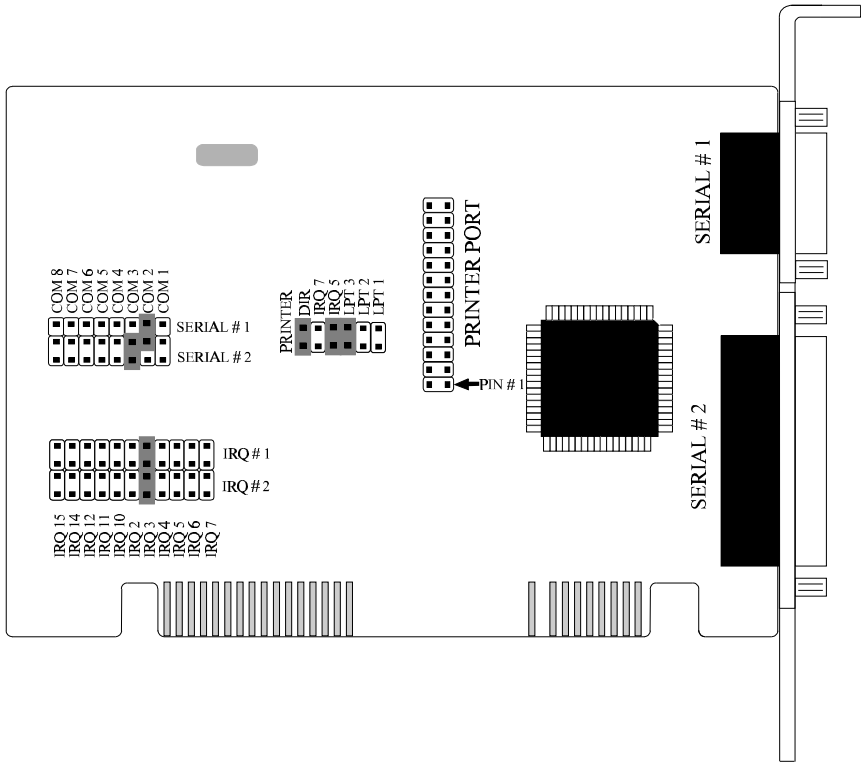 SERIAL # 1
COM 8
COM 7
COM 6
COM 5
COM 4
COM 3
COM 2
COM 1
SERIAL # 1
SERIAL # 2
PRINTER
DIR
IRQ 7
IRQ 5
LPT 3
LPT 2
LPT 1
PRINTER PORT
PIN # 1
SERIAL # 2
IRQ # 1
IRQ # 2
IRQ 15
IRQ 14
IRQ 12
IRQ 11
IRQ 10
IRQ 2
IRQ 3
IRQ 4
IRQ 5
IRQ 6
IRQ 7